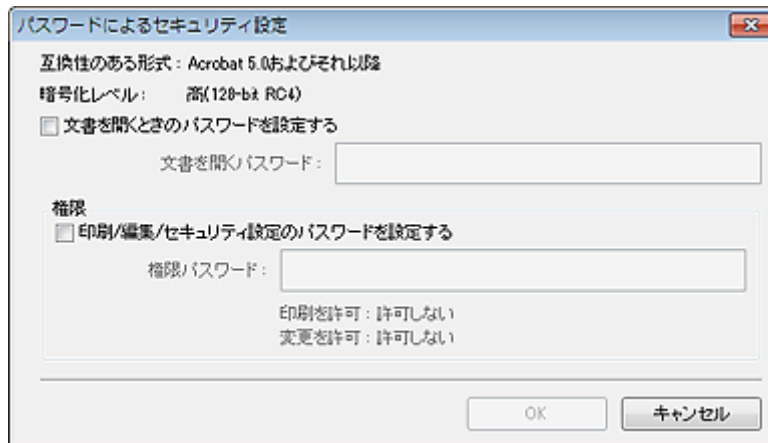 パスワードによるセキュリティ設定
互換性のある形式：Acrobat 5.0およびそれ以降
暗号化レベル： 高(128-bit RC4)
文書を開くときのパスワードを設定する
文書を開くパスワード：
権限
印刷/編集/セキュリティ設定のパスワードを設定する
権限パスワード：
印刷を許可：許可しない
変更を許可：許可しない
OK キャンセル